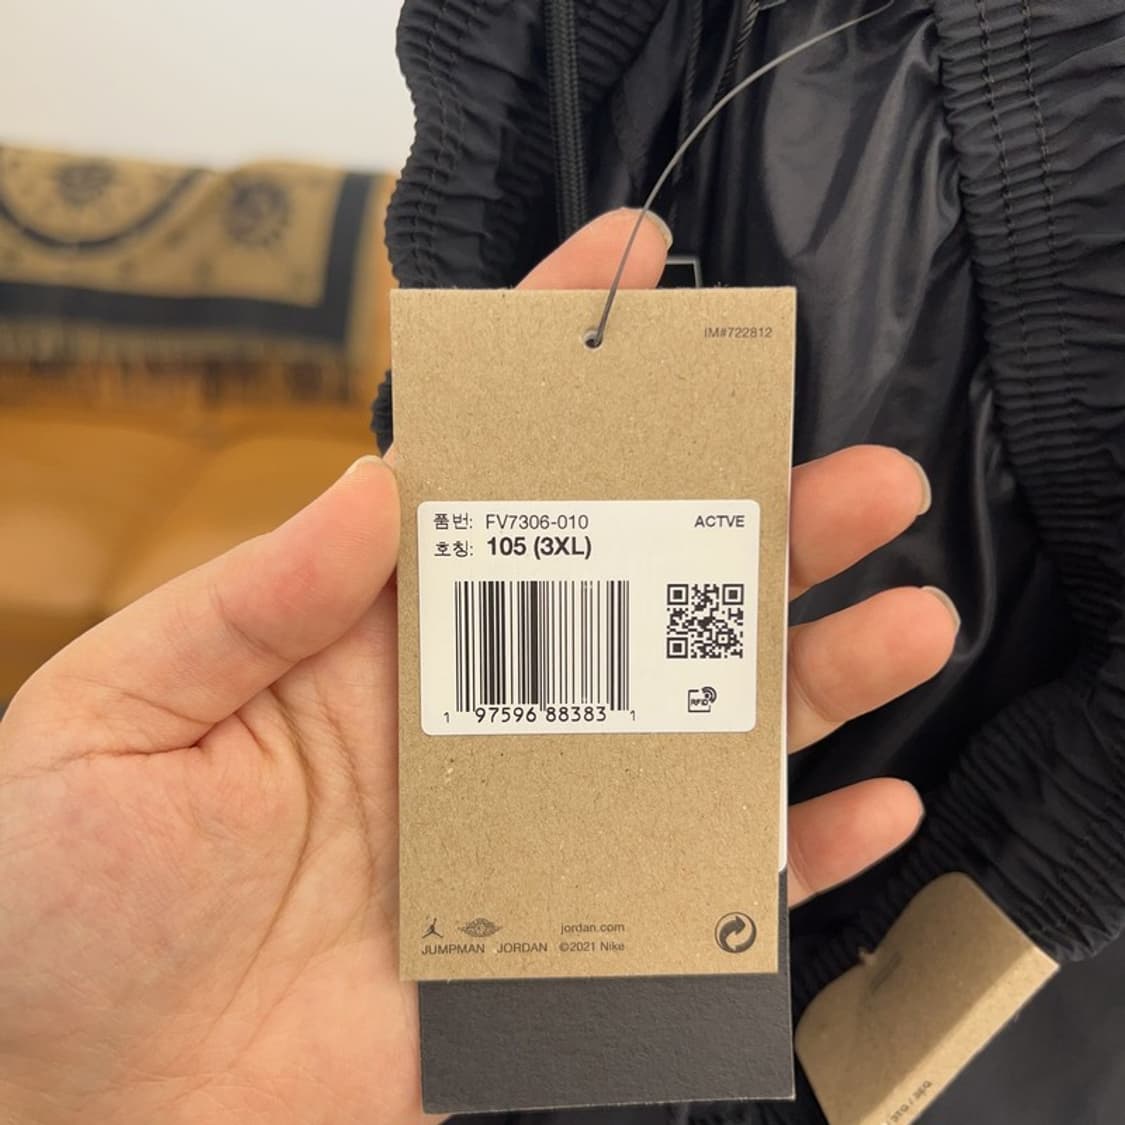 IM#722812
품번: FV7306-010 ACTVE
호칭: 105 (3XL)
RFID
1 97596 88383 1
jordan.com
JUMPMAN JORDAN ©2021 Nike